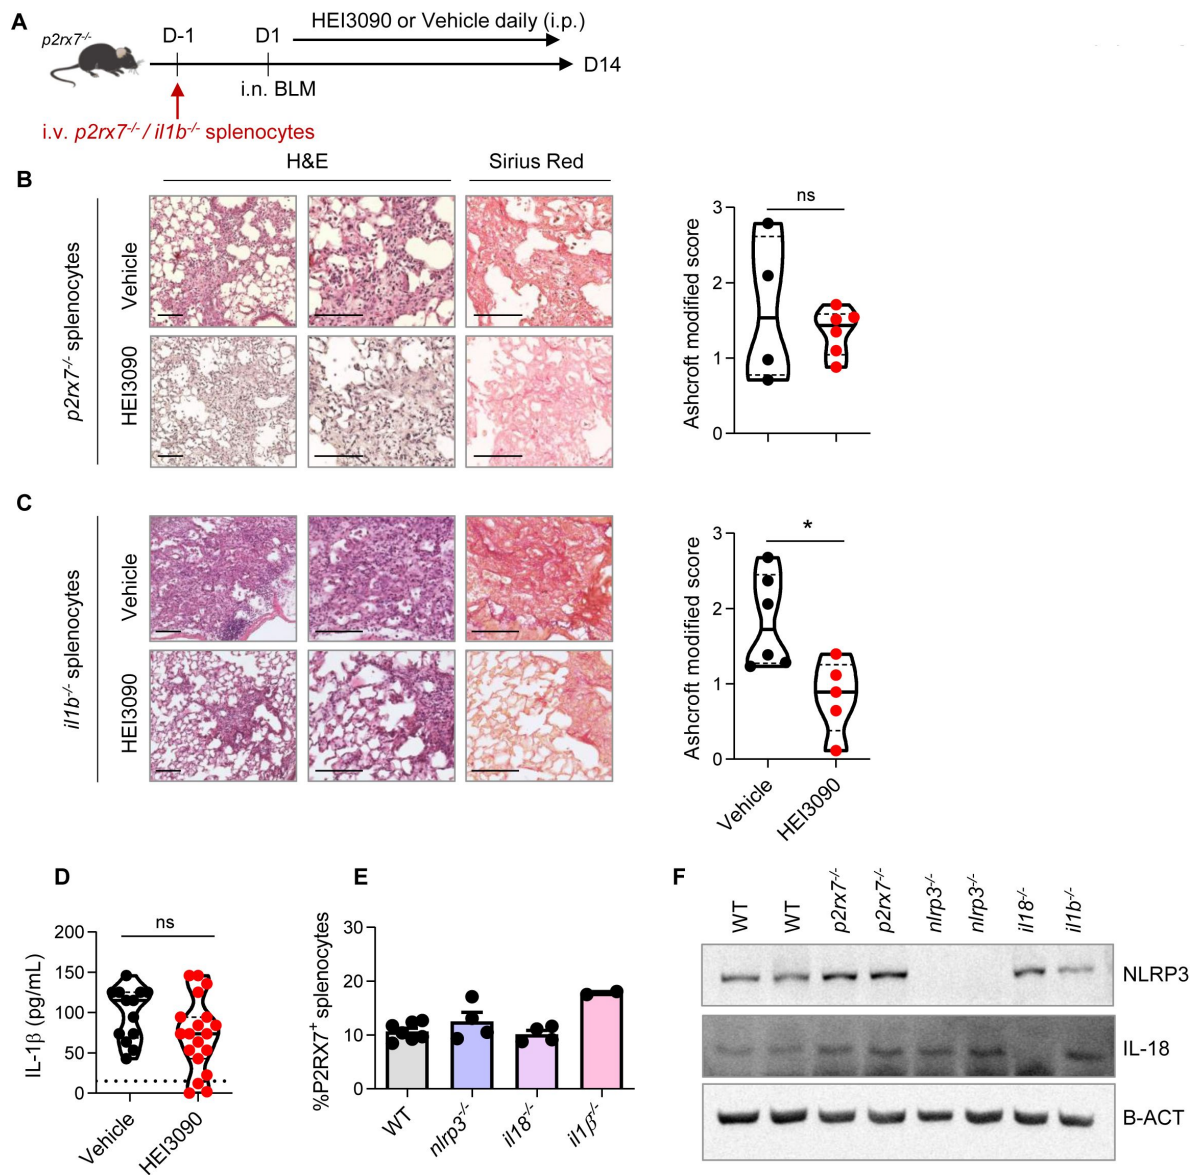 A
p2rx7-/-
D-1
D1
HEI3090 or Vehicle daily (i.p.)
D14
i.n. BLM
i.v. p2rx7-/- / il1b-/- splenocytes
H&E
Sirius Red
B
p2rx7-/- splenocytes
Vehicle
HEI3090
Ashcroft modified score
3
2
1
0
ns
C
il1b-/- splenocytes
Vehicle
HEI3090
Ashcroft modified score
3
2
1
0
*
Vehicle
HEI3090
D
IL-1β (pg/mL)
200
150
100
50
0
ns
Vehicle
HEI3090
E
%P2RX7+ splenocytes
30
20
10
0
WT
nlrp3-/-
il18-/-
il1β-/-
F
WT
WT
p2rx7-/-
p2rx7-/-
nlrp3-/-
nlrp3-/-
il18-/-
il1b-/-
NLRP3
IL-18
B-ACT